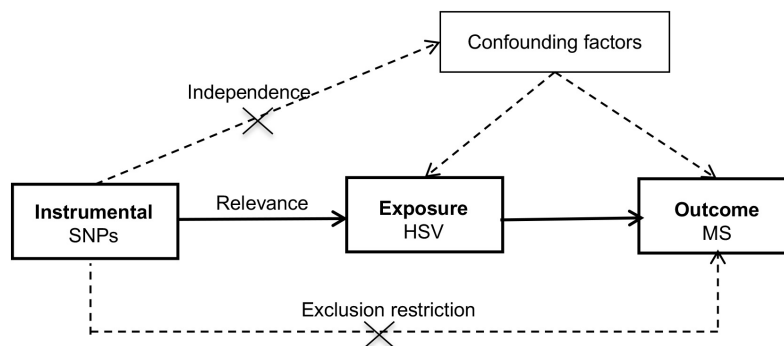 Confounding factors
Independence
Instrumental
SNPs
Relevance
Exposure
HSV
Outcome
MS
Exclusion restriction